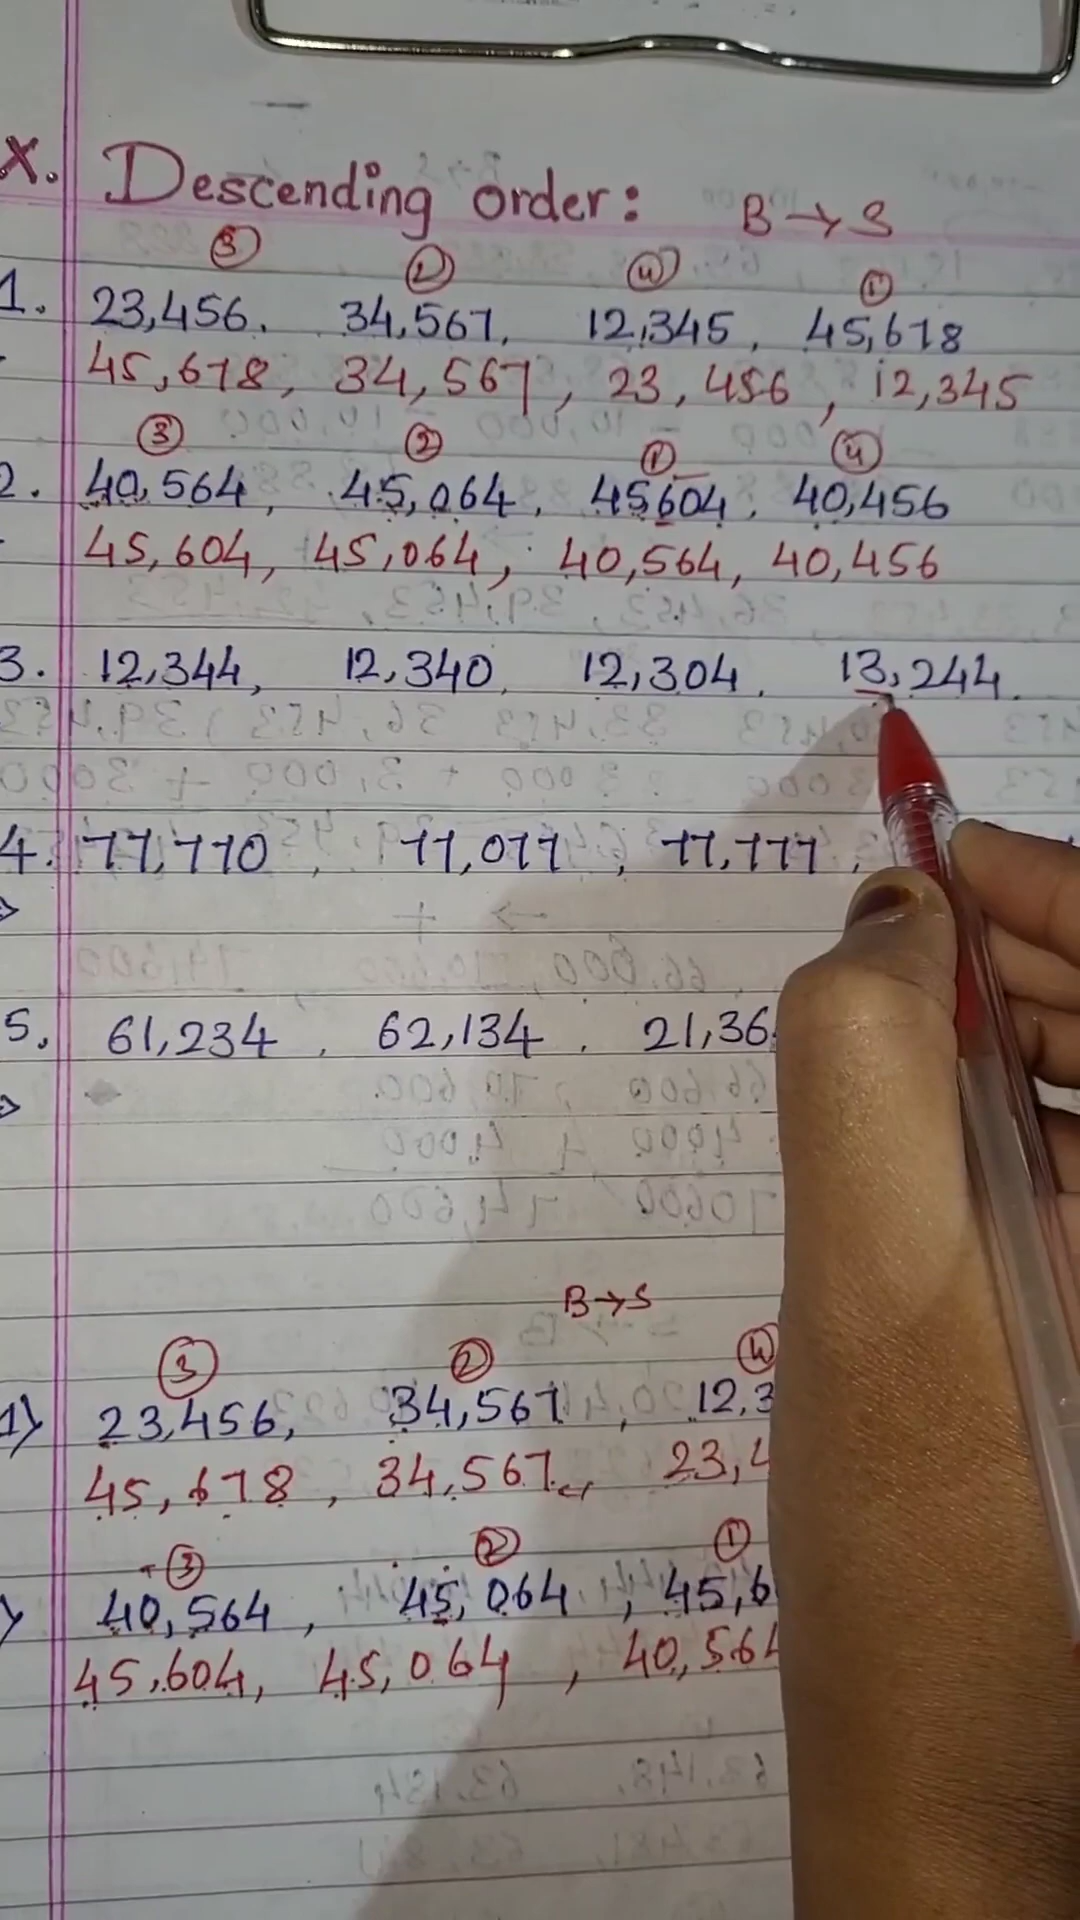 X. Descending order: B → S
③ ② ④ ①
1. 23,456, 34,567, 12,345, 45,678
45,678, 34,567, 23,456, 12,345
③ ② ① ④
2. 40,564, 45,064, 45604, 40,456
45,604, 45,064, 40,564, 40,456
3. 12,344, 12,340, 12,304, 13,244.
4. 77,770, 77,077, 77,777,
5. 61,234, 62,134, 21,36
B→S
③ ② ④
1) 23,456, 34,567, 12,3
45,678, 34,567, 23,4
③ ② ①
40,564, 45,064, 45,6
45,604, 45,064, 40,564